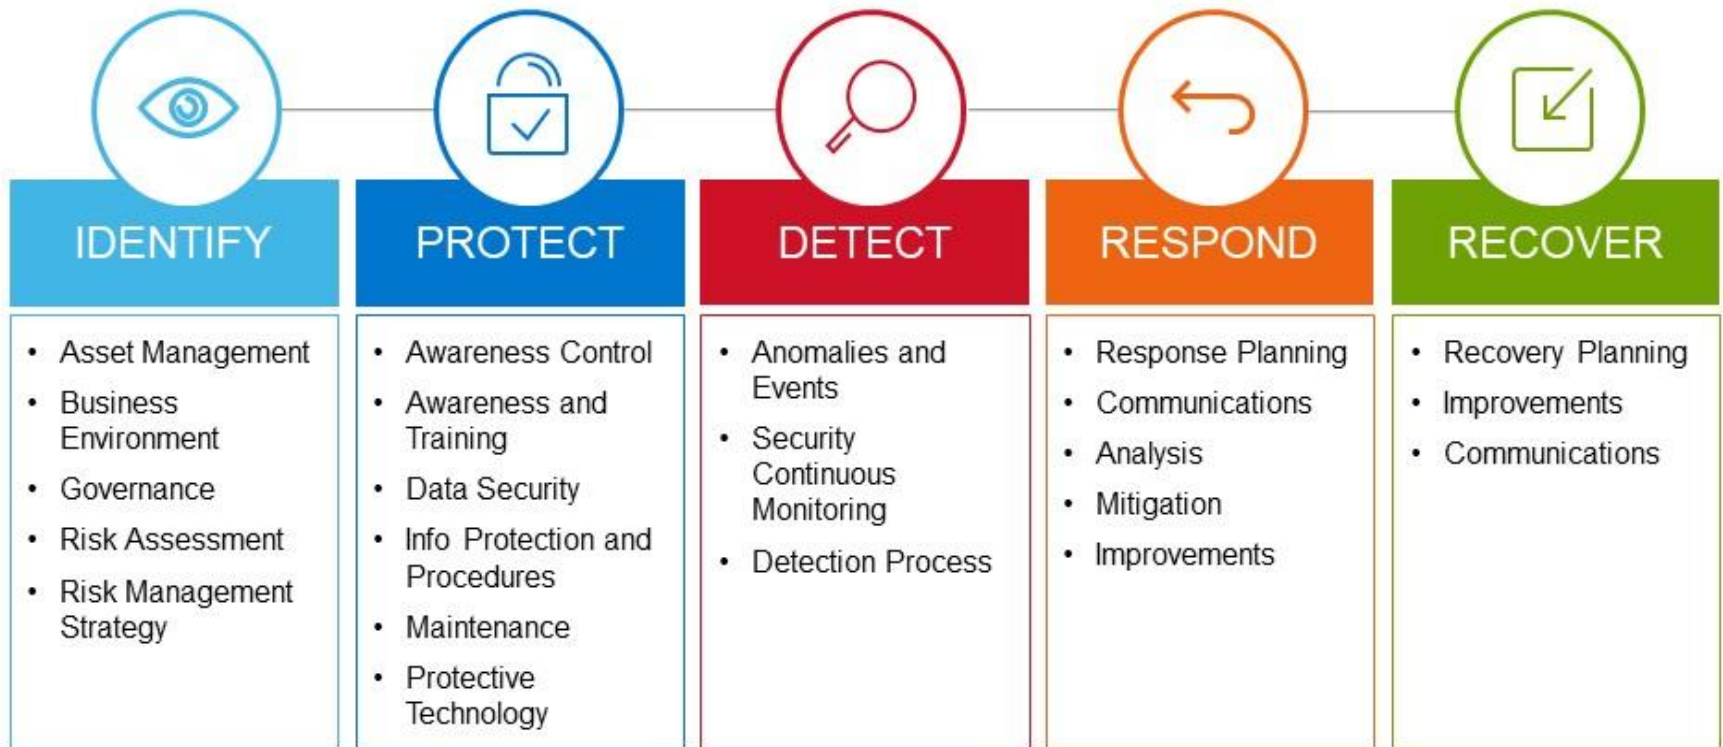 IDENTIFY
• Asset Management
• Business
Environment
• Governance
• Risk Assessment
• Risk Management
Strategy
PROTECT
• Awareness Control
• Awareness and
Training
• Data Security
• Info Protection and
Procedures
• Maintenance
• Protective
Technology
DETECT
• Anomalies and
Events
• Security
Continuous
Monitoring
• Detection Process
RESPOND
• Response Planning
• Communications
• Analysis
• Mitigation
• Improvements
RECOVER
• Recovery Planning
• Improvements
• Communications